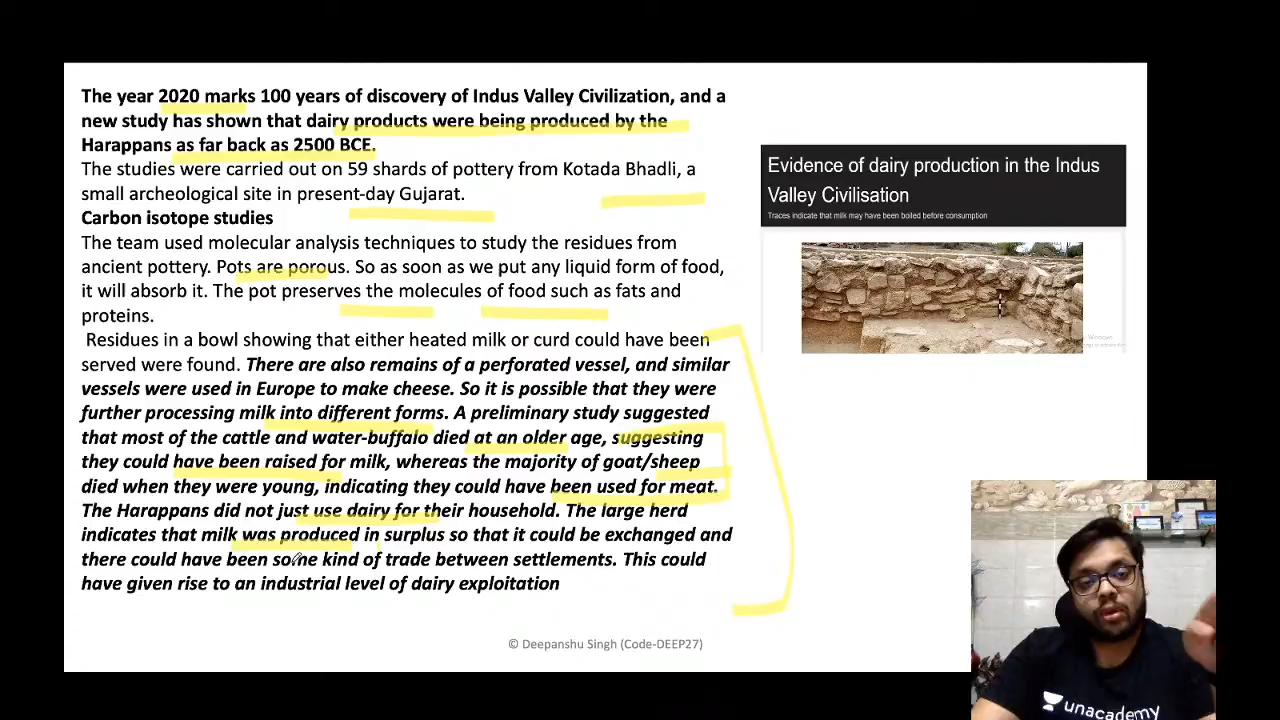 The year 2020 marks 100 years of discovery of Indus Valley Civilization, and a
new study has shown that dairy products were being produced by the
Harappans as far back as 2500 BCE.
The studies were carried out on 59 shards of pottery from Kotada Bhadli, a
small archeological site in present-day Gujarat.
Carbon isotope studies
The team used molecular analysis techniques to study the residues from
ancient pottery. Pots are porous. So as soon as we put any liquid form of food,
it will absorb it. The pot preserves the molecules of food such as fats and
proteins.
Residues in a bowl showing that either heated milk or curd could have been
served were found. There are also remains of a perforated vessel, and similar
vessels were used in Europe to make cheese. So it is possible that they were
further processing milk into different forms. A preliminary study suggested
that most of the cattle and water-buffalo died at an older age, suggesting
they could have been raised for milk, whereas the majority of goat/sheep
died when they were young, indicating they could have been used for meat.
The Harappans did not just use dairy for their household. The large herd
indicates that milk was produced in surplus so that it could be exchanged and
there could have been some kind of trade between settlements. This could
have given rise to an industrial level of dairy exploitation
Evidence of dairy production in the Indus
Valley Civilisation
Traces indicate that milk may have been boiled before consumption
© Deepanshu Singh (Code-DEEP27)
unacademy